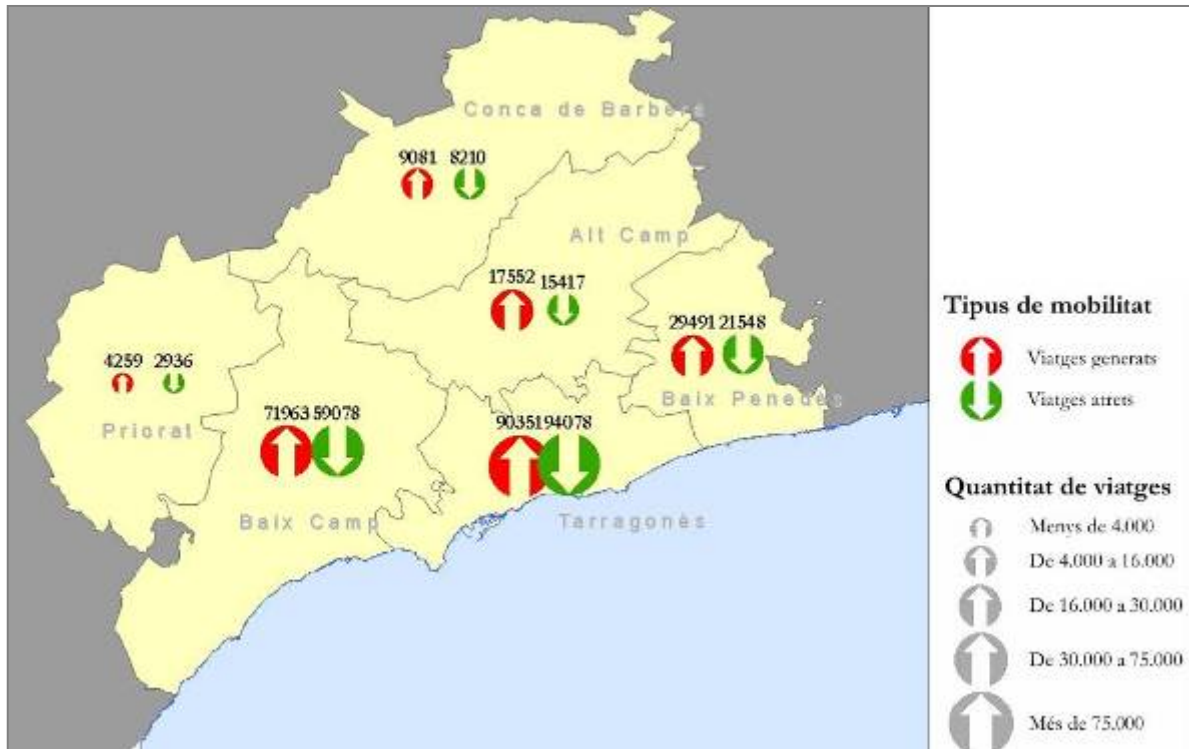 Conca de Barberà
9081 8210
Alt Camp
17552 15417
29491 21548
4259 2936
Baix Penedès
Priorat
71963 59078
90351 94078
Baix Camp
Tarragonès
Tipus de mobilitat
Viatges generats
Viatges atrets
Quantitat de viatges
Menys de 4.000
De 4.000 a 16.000
De 16.000 a 30.000
De 30.000 a 75.000
Més de 75.000